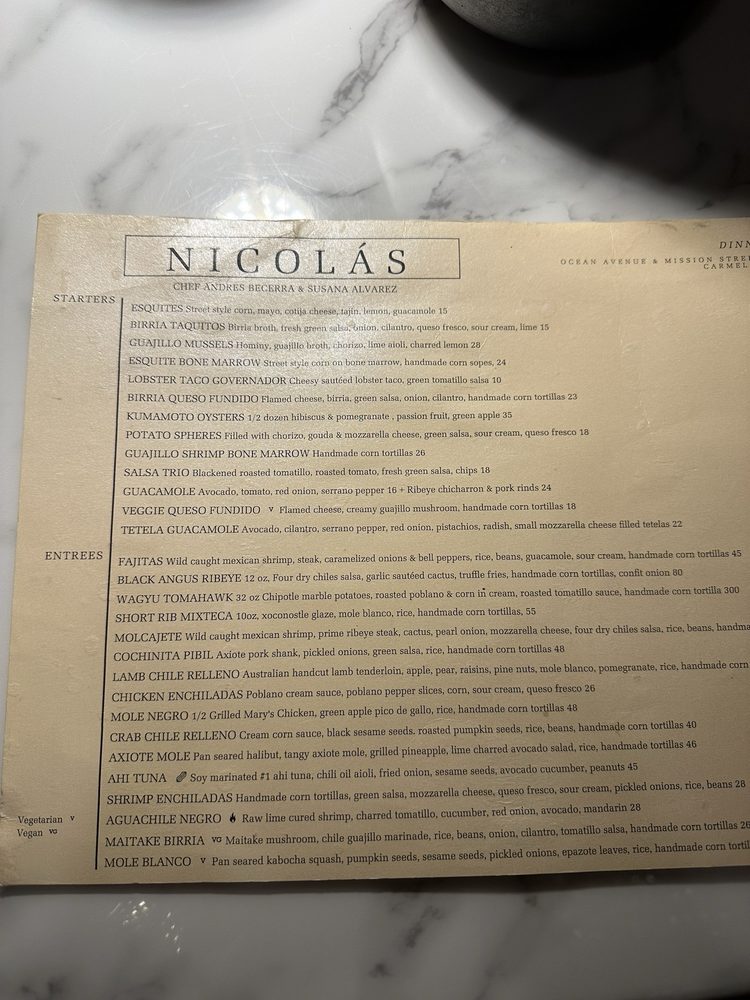 NICOLÁS
DINN
OCEAN AVENUE & MISSION STREE
CARMEL
CHEF ANDRES BECERRA & SUSANA ALVAREZ
STARTERS
ESQUITES Street style corn, mayo, cotija cheese, tajin, lemon, guacamole 15
BIRRIA TAQUITOS Birria broth, fresh green salsa, onion, cilantro, queso fresco, sour cream, lime 15
GUAJILLO MUSSELS Hominy, guajillo broth, chorizo, lime aioli, charred lemon 28
ESQUITE BONE MARROW Street style corn on bone marrow, handmade corn sopes, 24
LOBSTER TACO GOVERNADOR Cheesy sautéed lobster taco, green tomatillo salsa 10
BIRRIA QUESO FUNDIDO Flamed cheese, birria, green salsa, onion, cilantro, handmade corn tortillas 23
KUMAMOTO OYSTERS 1/2 dozen hibiscus & pomegranate , passion fruit, green apple 35
POTATO SPHERES Filled with chorizo, gouda & mozzarella cheese, green salsa, sour cream, queso fresco 18
GUAJILLO SHRIMP BONE MARROW Handmade corn tortillas 26
SALSA TRIO Blackened roasted tomatillo, roasted tomato, fresh green salsa, chips 18
GUACAMOLE Avocado, tomato, red onion, serrano pepper 16 + Ribeye chicharron & pork rinds 24
VEGGIE QUESO FUNDIDO V Flamed cheese, creamy guajillo mushroom, handmade corn tortillas 18
TETELA GUACAMOLE Avocado, cilantro, serrano pepper, red onion, pistachios, radish, small mozzarella cheese filled tetelas 22
ENTREES
FAJITAS Wild caught mexican shrimp, steak, caramelized onions & bell peppers, rice, beans, guacamole, sour cream, handmade corn tortillas 45
BLACK ANGUS RIBEYE 12 oz, Four dry chiles salsa, garlic sautéed cactus, truffle fries, handmade corn tortillas, confit onion 80
WAGYU TOMAHAWK 32 oz Chipotle marble potatoes, roasted poblano & corn in cream, roasted tomatillo sauce, handmade corn tortilla 300
SHORT RIB MIXTECA 10oz, xoconostle glaze, mole blanco, rice, handmade corn tortillas, 55
MOLCAJETE Wild caught mexican shrimp, prime ribeye steak, cactus, pearl onion, mozzarella cheese, four dry chiles salsa, rice, beans, handma
COCHINITA PIBIL Axiote pork shank, pickled onions, green salsa, rice, handmade corn tortillas 48
LAMB CHILE RELLENO Australian handcut lamb tenderloin, apple, pear, raisins, pine nuts, mole blanco, pomegranate, rice, handmade corn
CHICKEN ENCHILADAS Poblano cream sauce, poblano pepper slices, corn, sour cream, queso fresco 26
MOLE NEGRO 1/2 Grilled Mary's Chicken, green apple pico de gallo, rice, handmade corn tortillas 48
CRAB CHILE RELLENO Cream corn sauce, black sesame seeds. roasted pumpkin seeds, rice, beans, handmade corn tortillas 40
AXIOTE MOLE Pan seared halibut, tangy axiote mole, grilled pineapple, lime charred avocado salad, rice, handmade corn tortillas 46
AHI TUNA Soy marinated #1 ahi tuna, chili oil aioli, fried onion, sesame seeds, avocado cucumber, peanuts 45
SHRIMP ENCHILADAS Handmade corn tortillas, green salsa, mozzarella cheese, queso fresco, sour cream, pickled onions, rice, beans 28
AGUACHILE NEGRO Raw lime cured shrimp, charred tomatillo, cucumber, red onion, avocado, mandarin 28
MAITAKE BIRRIA VG Maitake mushroom, chile guajillo marinade, rice, beans, onion, cilantro, tomatillo salsa, handmade corn tortillas 26
MOLE BLANCO V Pan seared kabocha squash, pumpkin seeds, sesame seeds, pickled onions, epazote leaves, rice, handmade corn tortil
Vegetarian V
Vegan VG